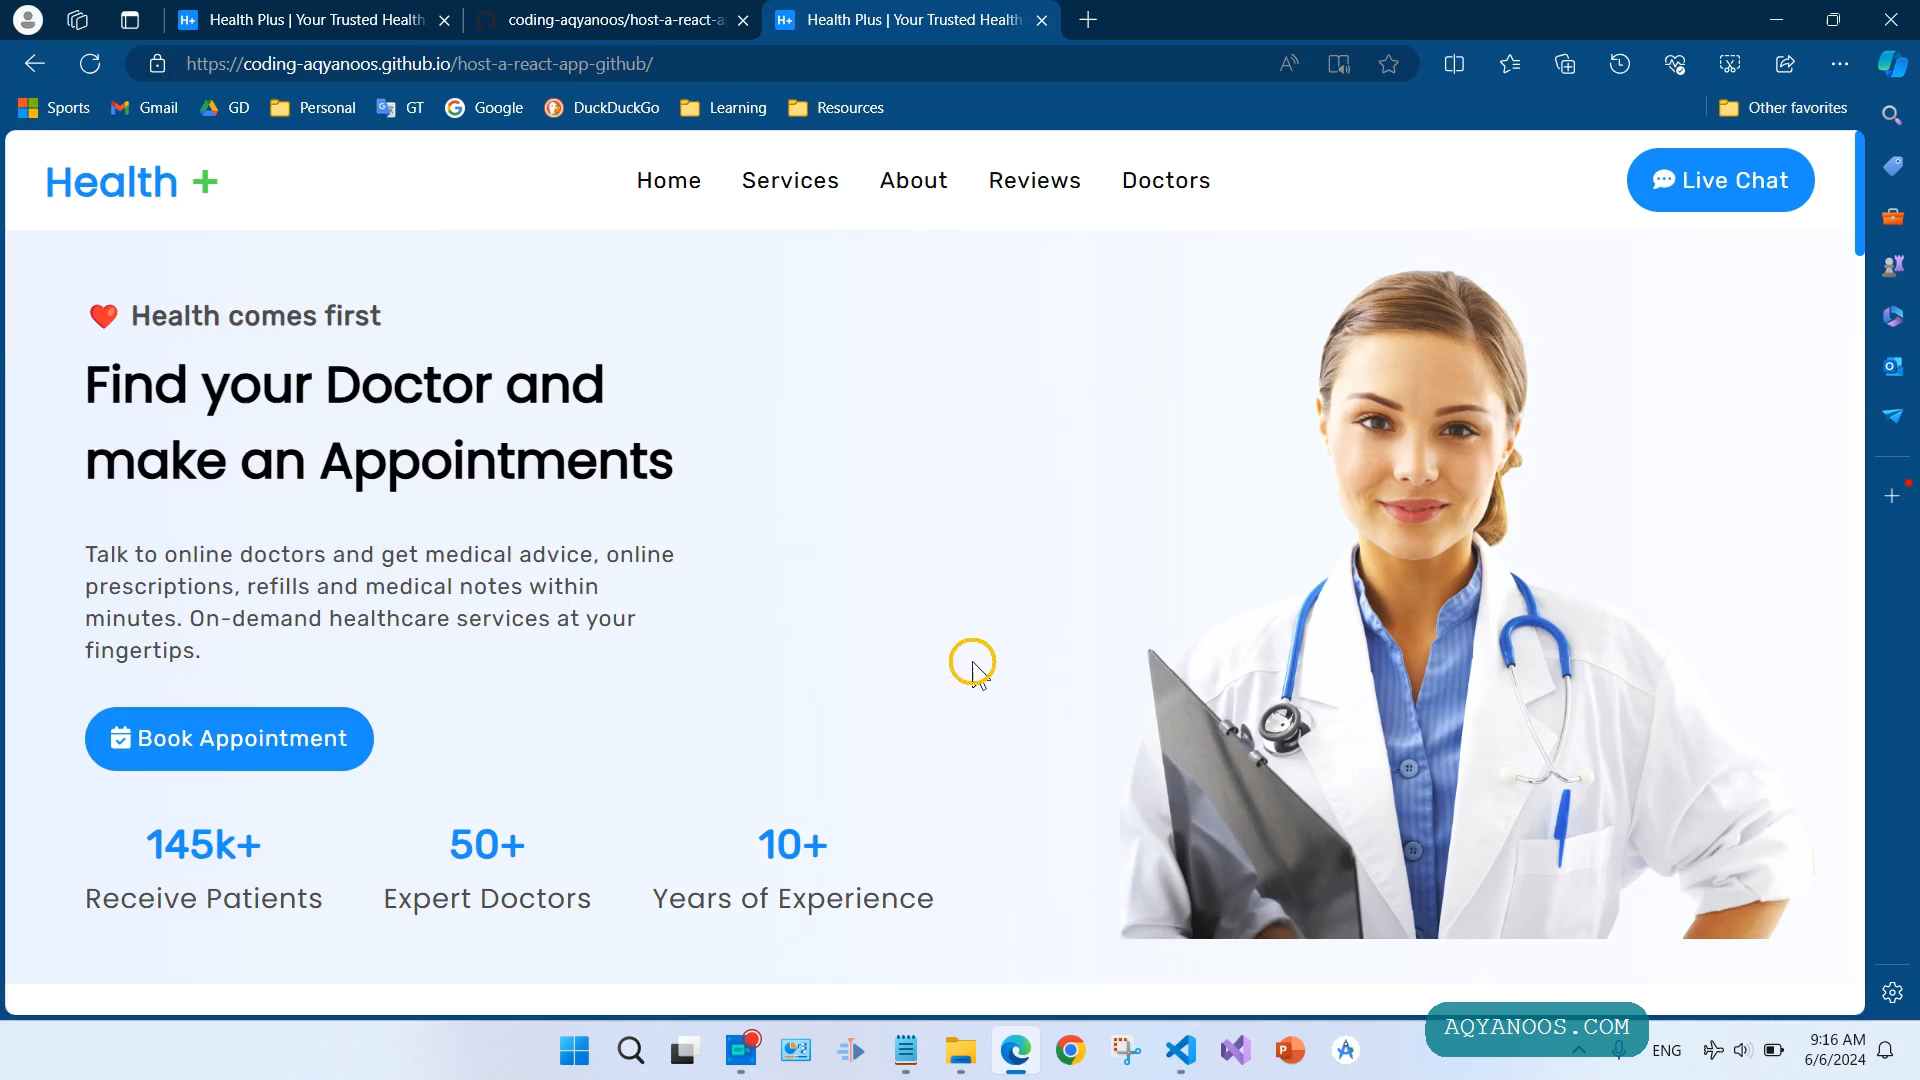 Health Plus | Your Trusted Health
coding-aqyanoos/host-a-react-a
Health Plus | Your Trusted Health
https://coding-aqyanoos.github.io/host-a-react-app-github/
Sports
Gmail
GD
Personal
GT
Google
DuckDuckGo
Learning
Resources
Other favorites
Health +
Home
Services
About
Reviews
Doctors
Live Chat
Health comes first
Find your Doctor and
make an Appointments
Talk to online doctors and get medical advice, online
prescriptions, refills and medical notes within
minutes. On-demand healthcare services at your
fingertips.
Book Appointment
145k+
50+
10+
Receive Patients
Expert Doctors
Years of Experience
AQYANOOS.COM
ENG
9:16 AM
6/6/2024